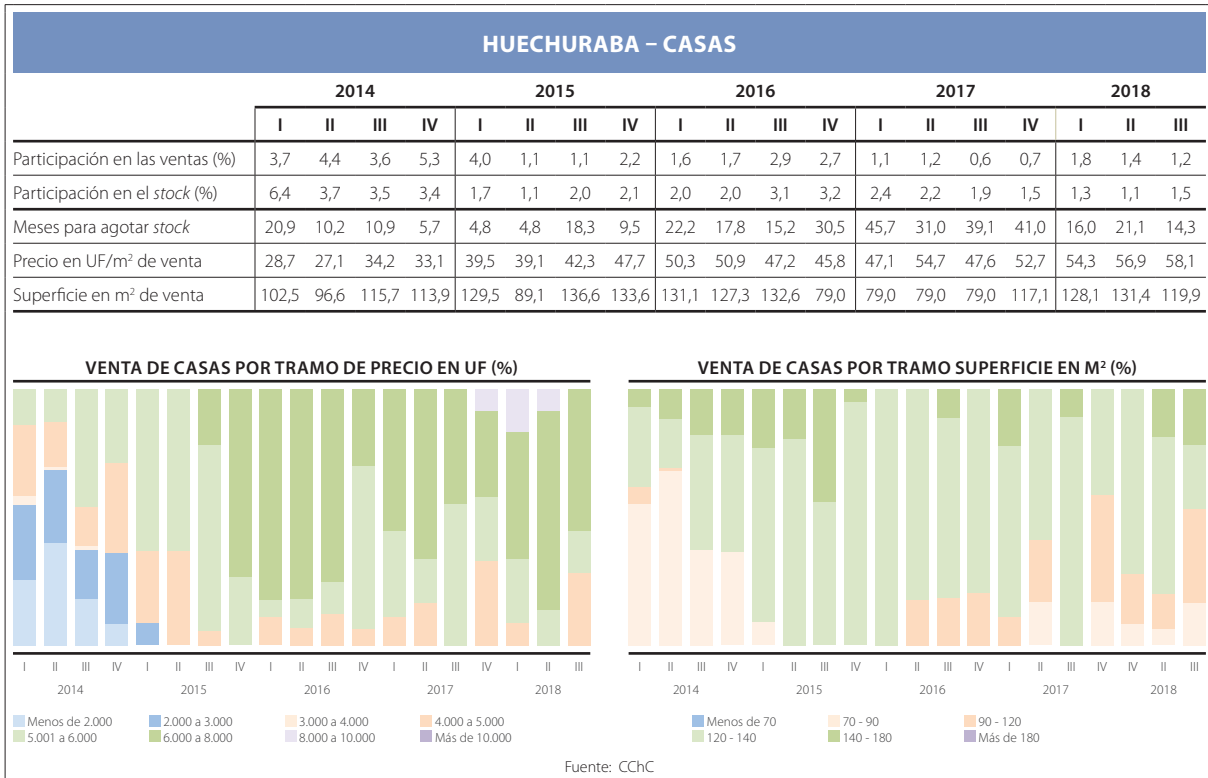 HUECHURABA – CASAS
2014 2015 2016 2017 2018
I II III IV I II III IV I II III IV I II III IV I II III
Participación en las ventas (%) 3,7 4,4 3,6 5,3 4,0 1,1 1,1 2,2 1,6 1,7 2,9 2,7 1,1 1,2 0,6 0,7 1,8 1,4 1,2
Participación en el stock (%) 6,4 3,7 3,5 3,4 1,7 1,1 2,0 2,1 2,0 2,0 3,1 3,2 2,4 2,2 1,9 1,5 1,3 1,1 1,5
Meses para agotar stock 20,9 10,2 10,9 5,7 4,8 4,8 18,3 9,5 22,2 17,8 15,2 30,5 45,7 31,0 39,1 41,0 16,0 21,1 14,3
Precio en UF/m² de venta 28,7 27,1 34,2 33,1 39,5 39,1 42,3 47,7 50,3 50,9 47,2 45,8 47,1 54,7 47,6 52,7 54,3 56,9 58,1
Superficie en m² de venta 102,5 96,6 115,7 113,9 129,5 89,1 136,6 133,6 131,1 127,3 132,6 79,0 79,0 79,0 79,0 117,1 128,1 131,4 119,9
VENTA DE CASAS POR TRAMO DE PRECIO EN UF (%)
I II III IV I II III IV I II III IV I II III IV I II III
2014 2015 2016 2017 2018
Menos de 2.000 2.000 a 3.000 3.000 a 4.000 4.000 a 5.000
5.001 a 6.000 6.000 a 8.000 8.000 a 10.000 Más de 10.000
VENTA DE CASAS POR TRAMO SUPERFICIE EN M² (%)
I II III IV I II III IV I II III IV I II III IV I II III
2014 2015 2016 2017 2018
Menos de 70 70 - 90 90 - 120
120 - 140 140 - 180 Más de 180
Fuente: CChC